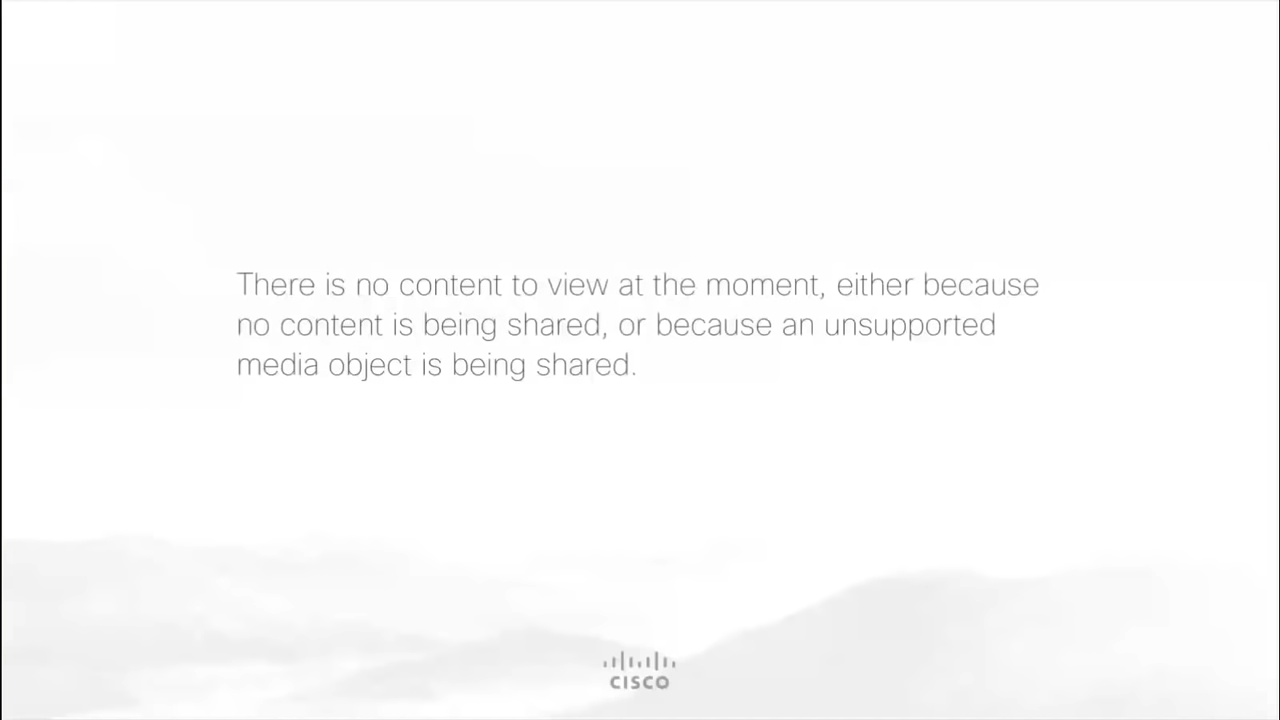 There is no content to view at the moment, either because
no content is being shared, or because an unsupported
media object is being shared.
CISCO